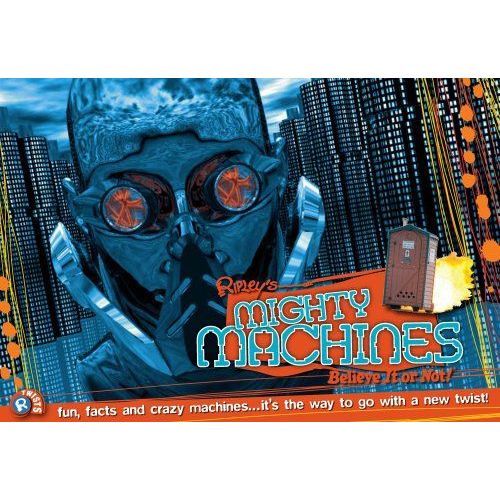 RIPLEY'S
MIGHTY
MACHINES
Believe It or Not!
TWISTS
R
fun, facts and crazy machines...it's the way to go with a new twist!